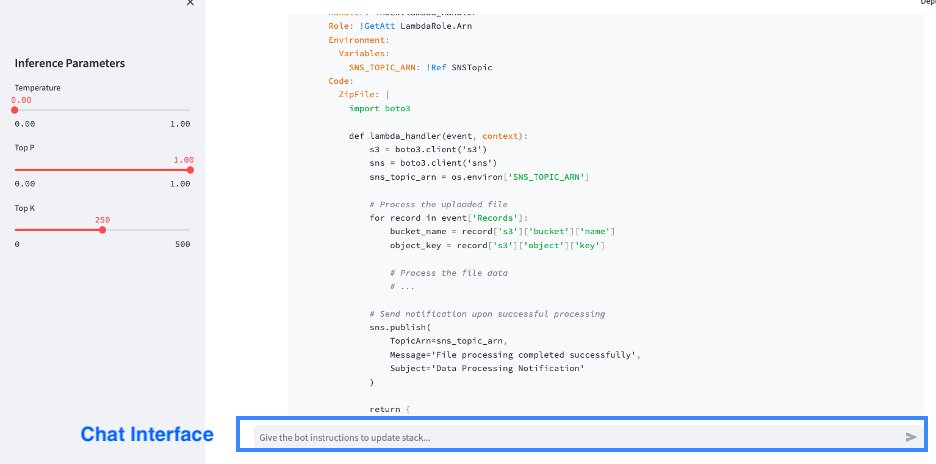 Inference Parameters
Temperature
0.00
0.00 1.00
Top P
1.00
0.00 1.00
Top K
250
0 500
Role: !GetAtt LambdaRole.Arn
Environment:
Variables:
SNS_TOPIC_ARN: !Ref SNSTopic
Code:
ZipFile: |
import boto3
def lambda_handler(event, context):
s3 = boto3.client('s3')
sns = boto3.client('sns')
sns_topic_arn = os.environ['SNS_TOPIC_ARN']
# Process the uploaded file
for record in event['Records']:
bucket_name = record['s3']['bucket']['name']
object_key = record['s3']['object']['key']
# Process the file data
# ...
# Send notification upon successful processing
sns.publish(
TopicArn=sns_topic_arn,
Message='File processing completed successfully',
Subject='Data Processing Notification'
)
return {
Chat Interface
Give the bot instructions to update stack...